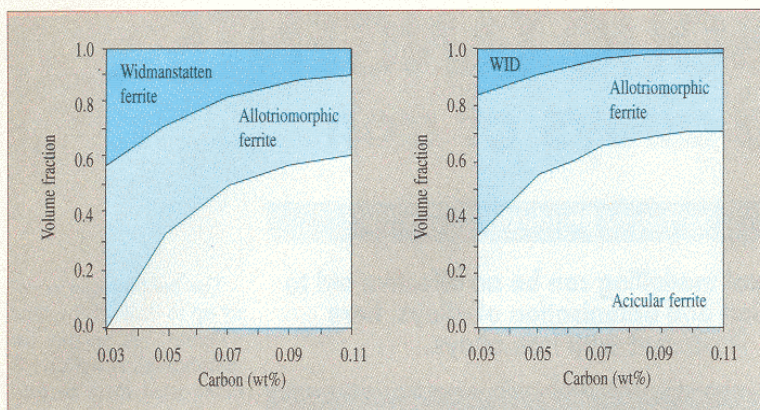 1.0
0.8
0.6
0.4
0.2
0.0
Volume fraction
Widmanstatten
ferrite
Allotriomorphic
ferrite
0.03 0.05 0.07 0.09 0.11
Carbon (wt%)
1.0
0.8
0.6
0.4
0.2
0.0
Volume fraction
WID
Allotriomorphic
ferrite
Acicular ferrite
0.03 0.05 0.07 0.09 0.11
Carbon (wt%)